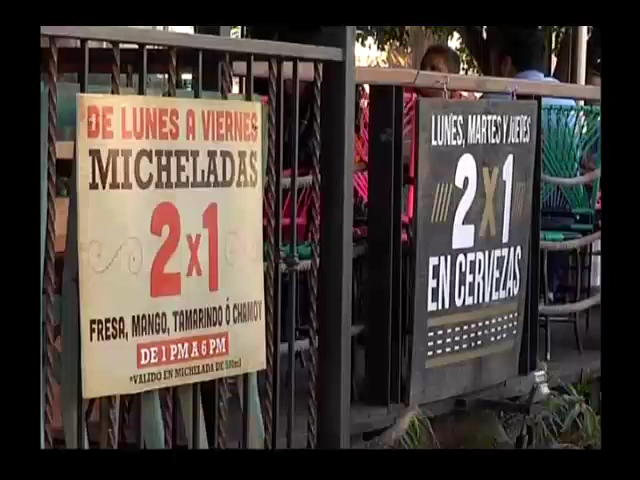 DE LUNES A VIERNES
MICHELADAS
2x1
FRESA, MANGO, TAMARINDO Ó CHAMOY
DE 1 PM A 6 PM
*VALIDO EN MICHELADA DE
LUNES, MARTES Y JUEVES
2X1
EN CERVEZAS